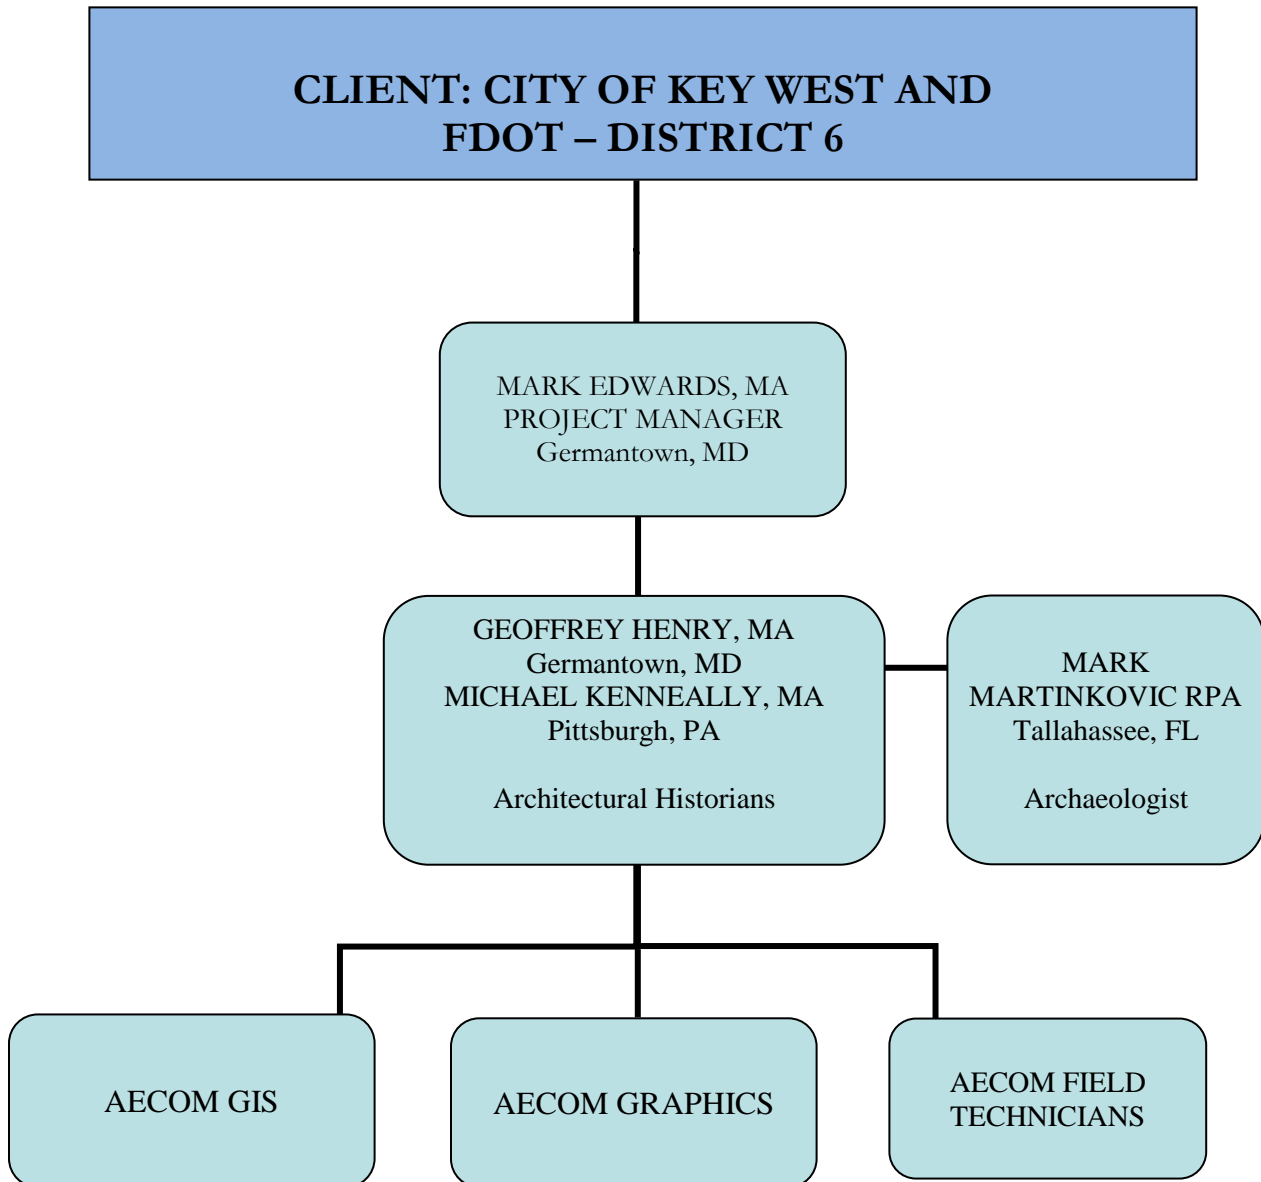 CLIENT: CITY OF KEY WEST AND
FDOT – DISTRICT 6
MARK EDWARDS, MA
PROJECT MANAGER
Germantown, MD
GEOFFREY HENRY, MA
Germantown, MD
MICHAEL KENNEALLY, MA
Pittsburgh, PA
Architectural Historians
MARK
MARTINKOVIC RPA
Tallahassee, FL
Archaeologist
AECOM GIS
AECOM GRAPHICS
AECOM FIELD
TECHNICIANS